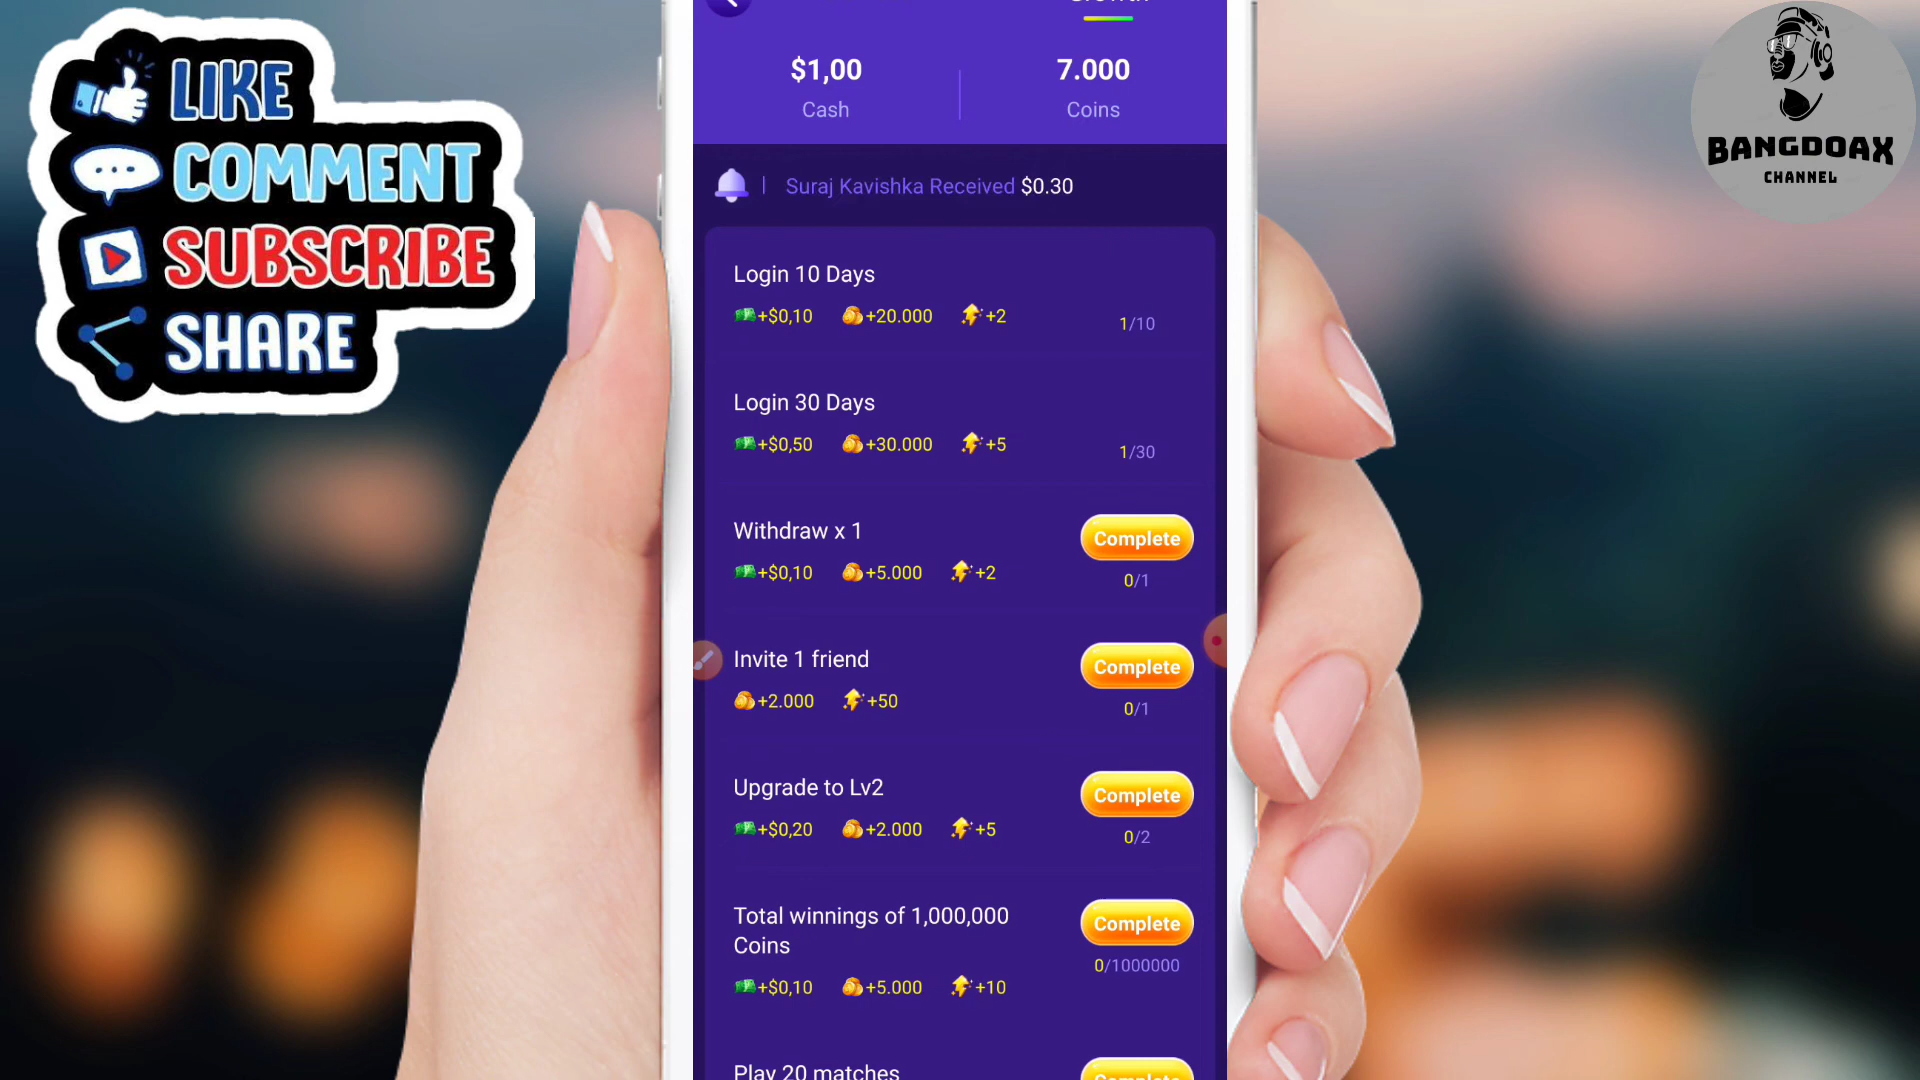 LIKE
COMMENT
SUBSCRIBE
SHARE
Growth
$1,00
7.000
Cash
Coins
Suraj Kavishka Received $0.30
Login 10 Days
+$0,10 +20.000 +2
1/10
Login 30 Days
+$0,50 +30.000 +5
1/30
Withdraw x 1
Complete
+$0,10 +5.000 +2
0/1
Invite 1 friend
Complete
+2.000 +50
0/1
Upgrade to Lv2
Complete
+$0,20 +2.000 +5
0/2
Total winnings of 1,000,000
Coins
Complete
0/1000000
+$0,10 +5.000 +10
Play 20 matches
Complete
BANGDOAX
CHANNEL